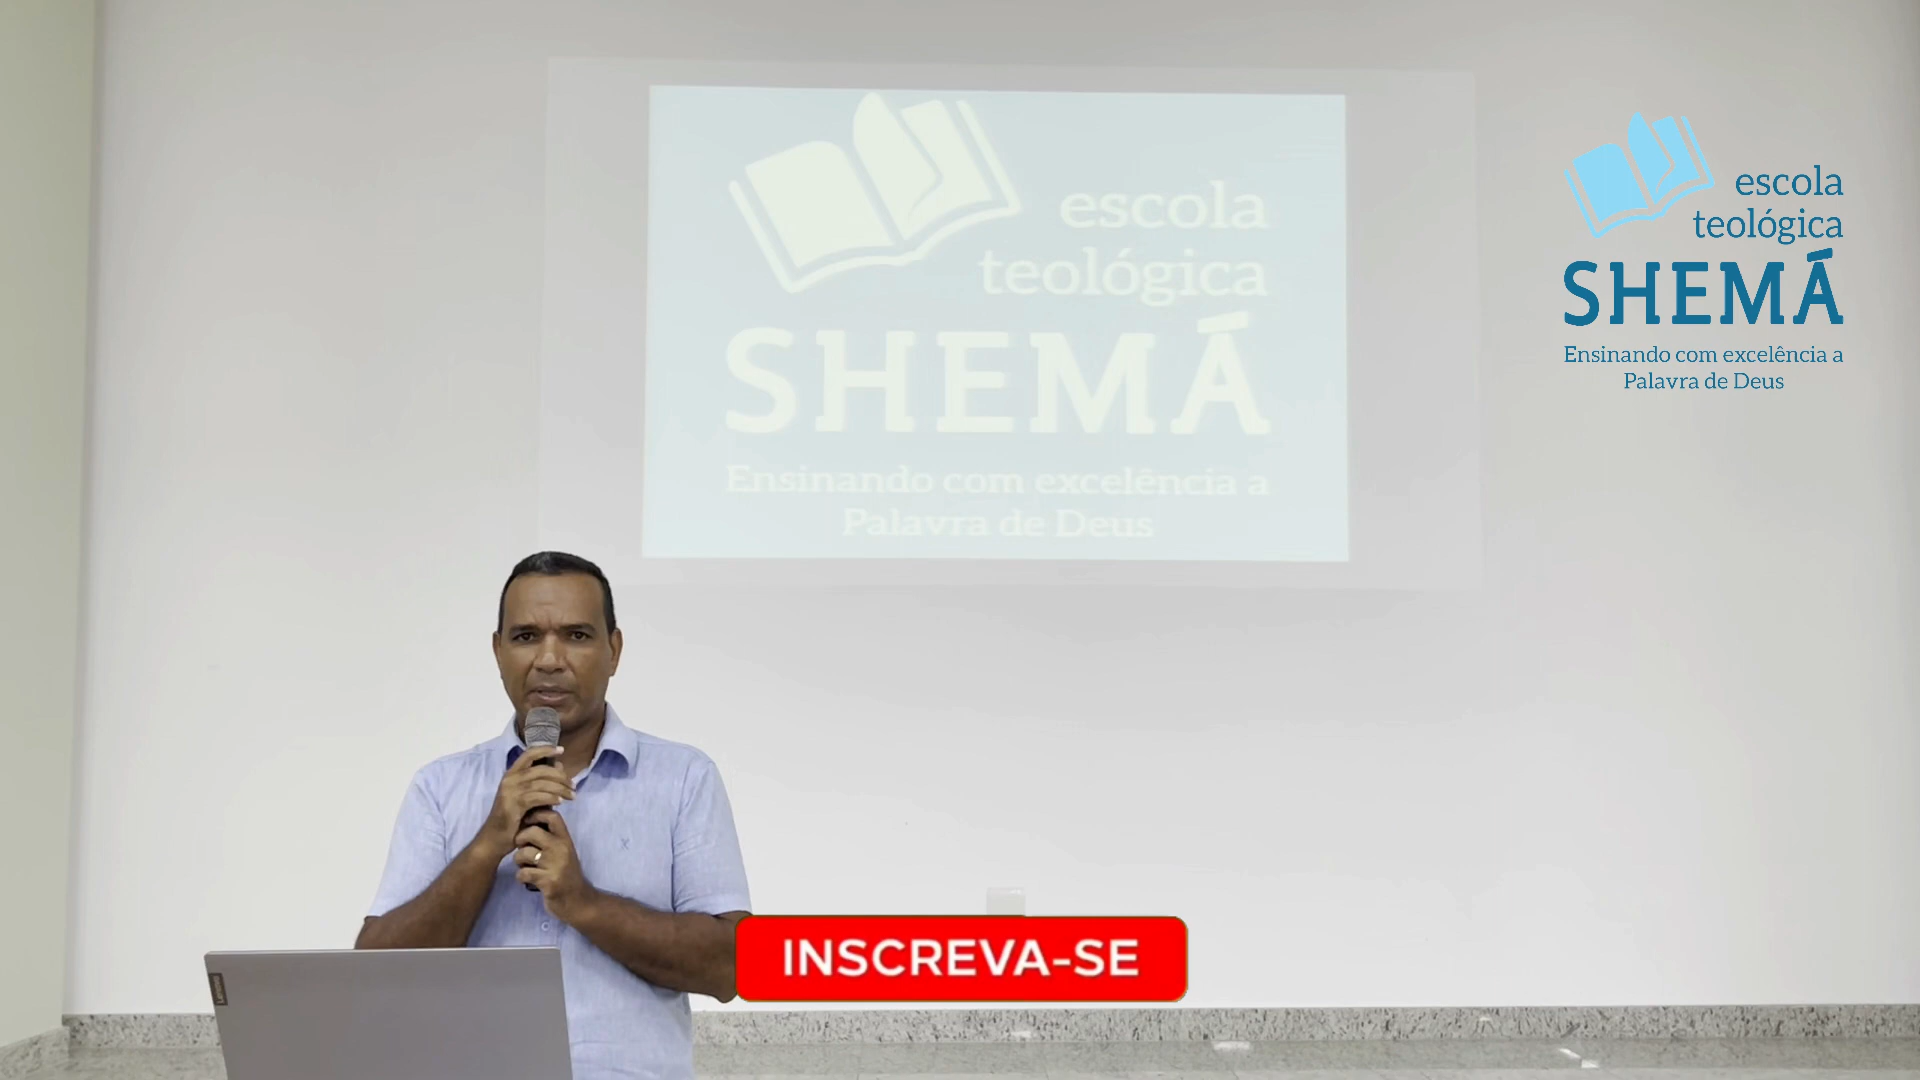 escola
teológica
SHEMÁ
Ensinando com excelência a
Palavra de Deus
escola
teológica
SHEMÁ
Ensinando com excelência a
Palavra de Deus
INSCREVA-SE
Lenovo